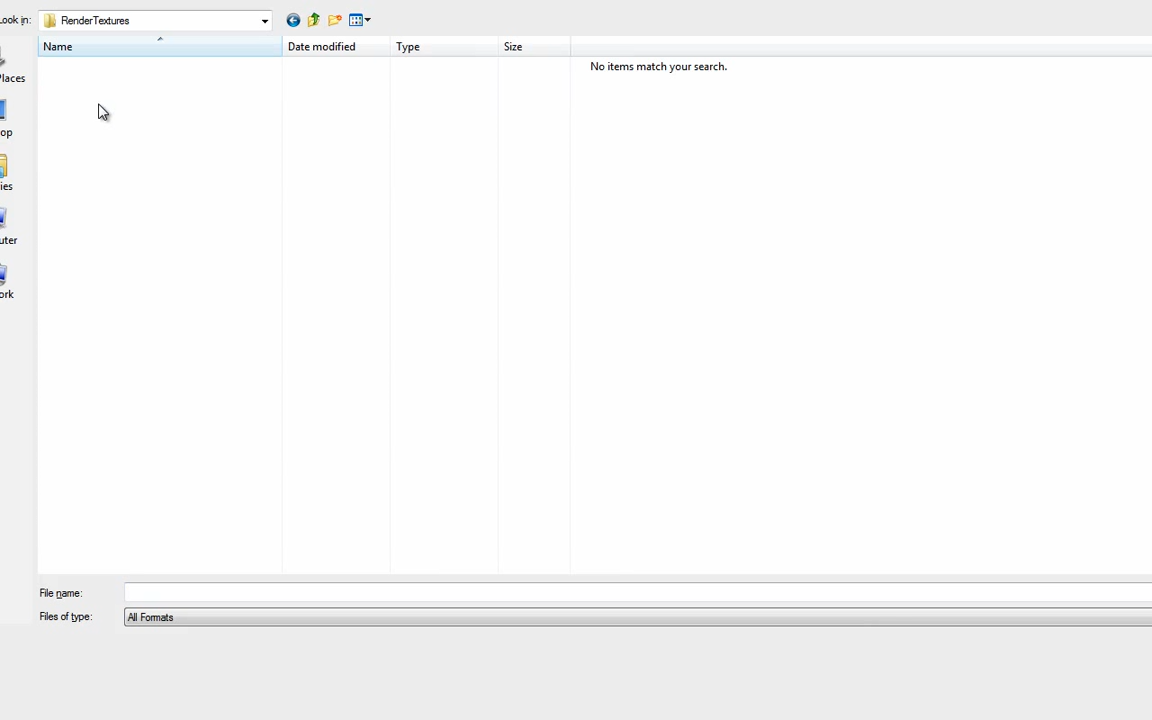 Look in: RenderTextures
Name Date modified Type Size
No items match your search.
Places
op
ies
uter
ork
File name:
Files of type: All Formats